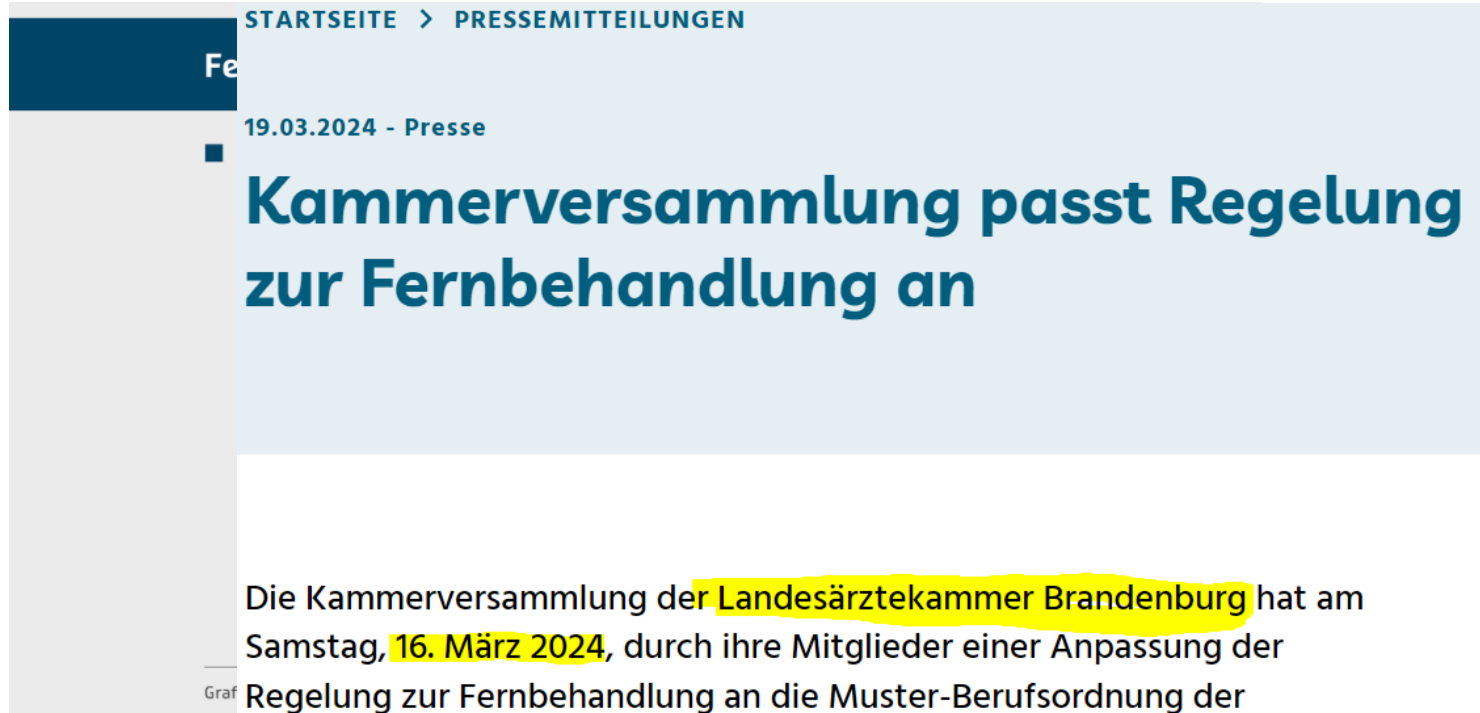 STARTSEITE > PRESSEMITTEILUNGEN
Fe
19.03.2024 - Presse
Kammerversammlung passt Regelung
zur Fernbehandlung an
Die Kammerversammlung der Landesärztekammer Brandenburg hat am
Samstag, 16. März 2024, durch ihre Mitglieder einer Anpassung der
Graf
Regelung zur Fernbehandlung an die Muster-Berufsordnung der